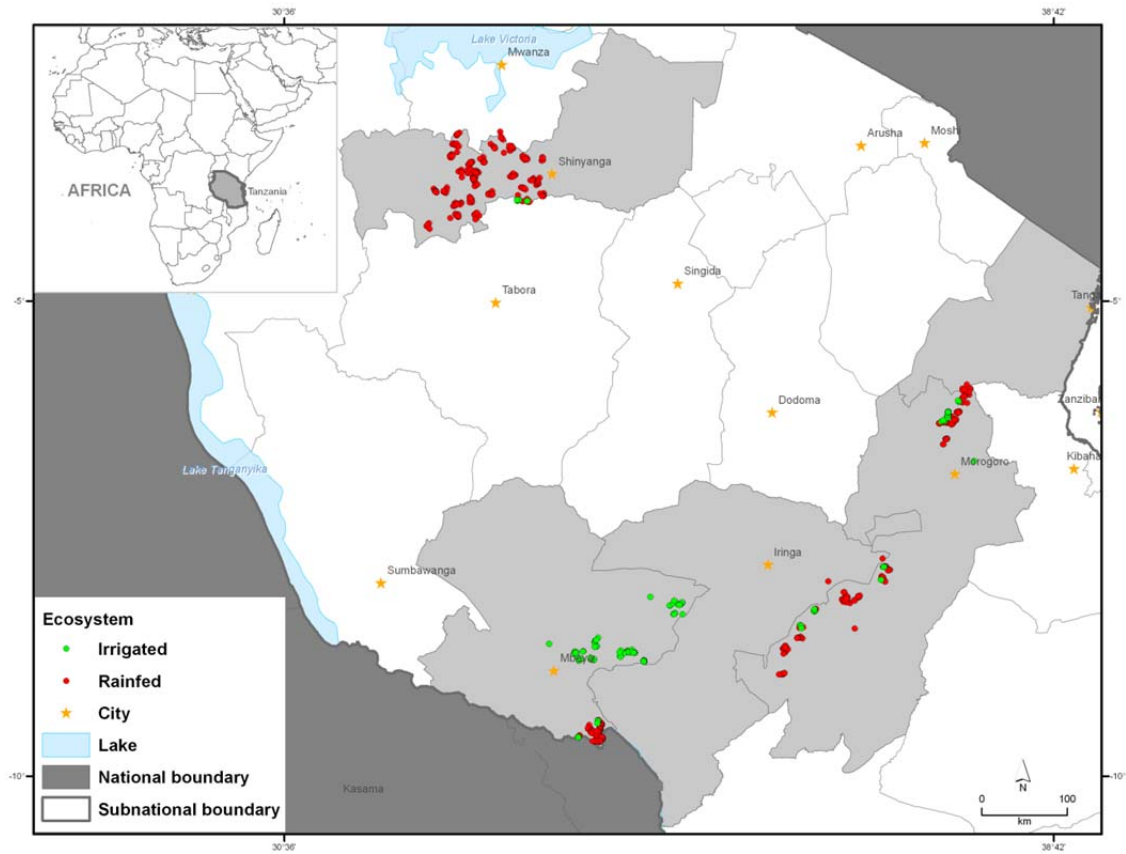 30°36'
38°42'
Lake Victoria
Mwanza
Arusha
Moshi
AFRICA
Tanzania
Shinyanga
Singida
Tabora
-5°
-5°
Tang
Dodoma
Zanzibar
Lake Tanganyika
Morogoro
Kibaha
Iringa
Sumbawanga
Ecosystem
Irrigated
Rainfed
City
Lake
National boundary
Subnational boundary
Mbeya
-10°
-10°
Kasama
N
0 100
km
30°36'
38°42'